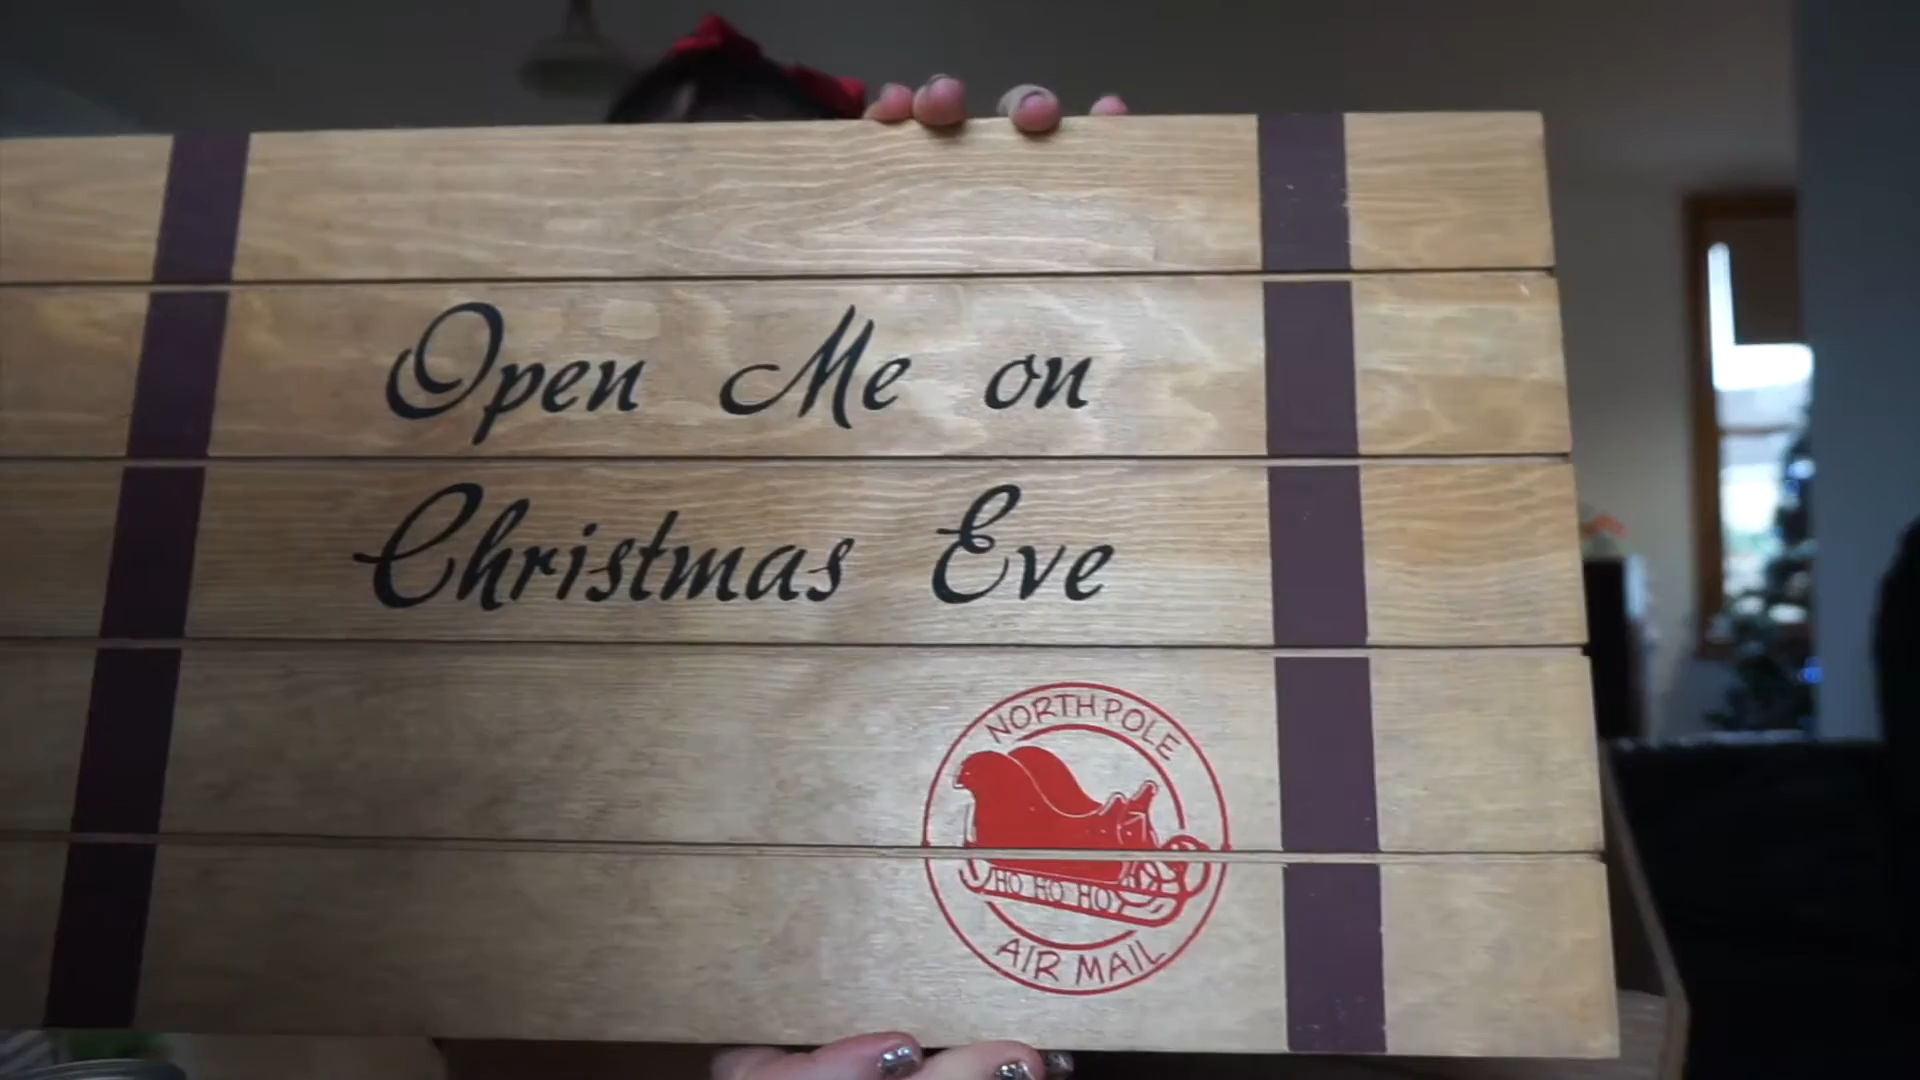 Open Me on
Christmas Eve
NORTH POLE
HO HO HO
AIR MAIL